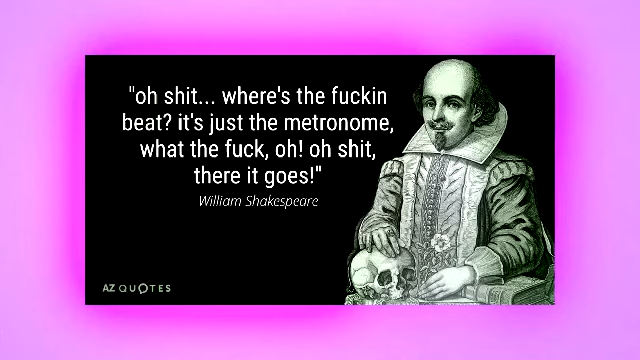 "oh shit... where's the fuckin
beat? it's just the metronome,
what the fuck, oh! oh shit,
there it goes!"
William Shakespeare
AZ QUOTES